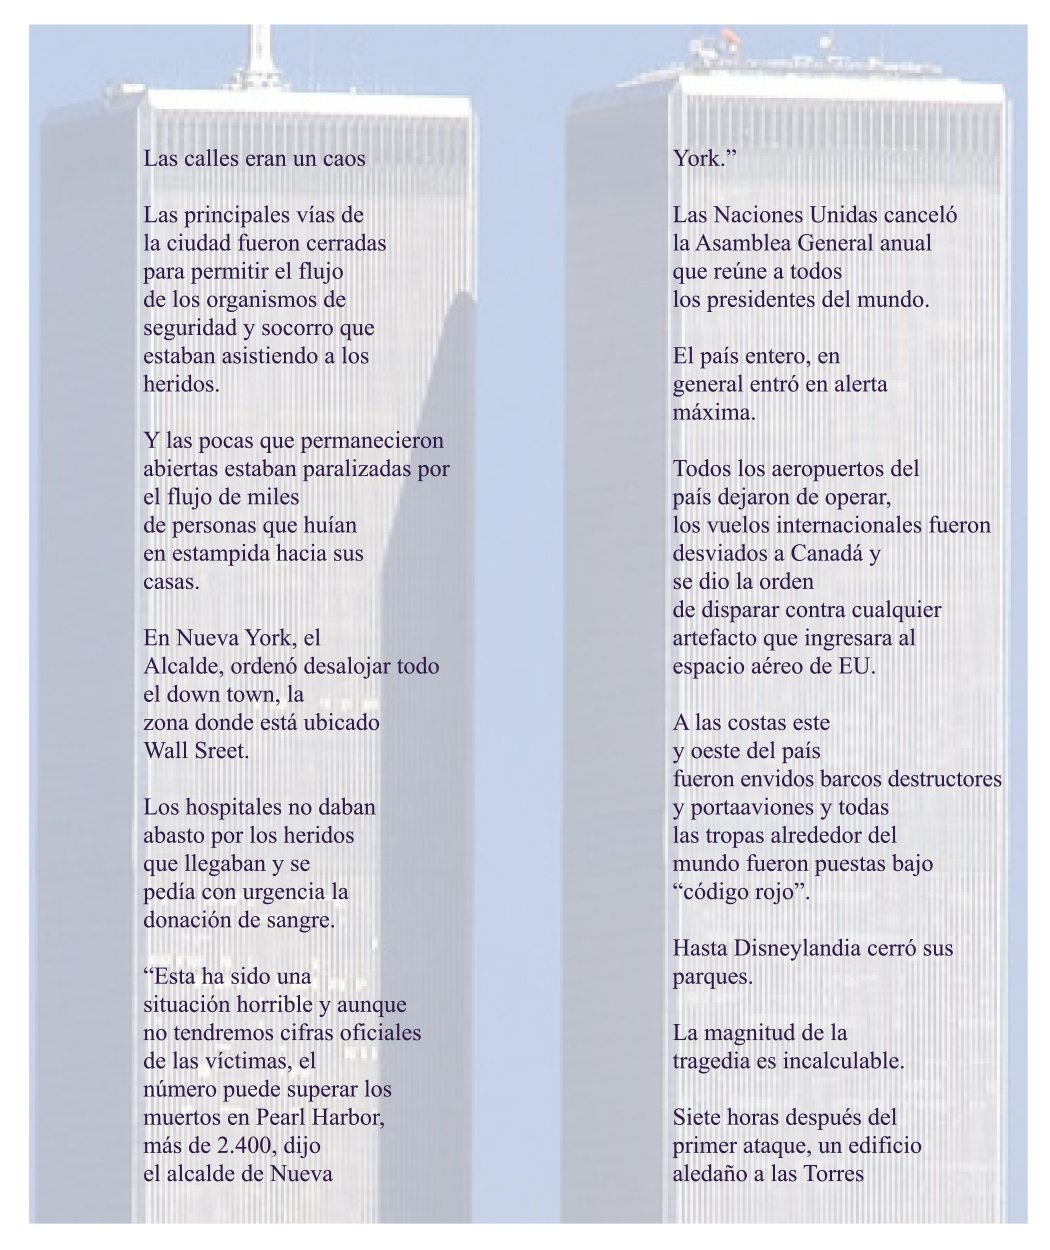 Las calles eran un caos
Las principales vías de
la ciudad fueron cerradas
para permitir el flujo
de los organismos de
seguridad y socorro que
estaban asistiendo a los
heridos.
Y las pocas que permanecieron
abiertas estaban paralizadas por
el flujo de miles
de personas que huían
en estampida hacia sus
casas.
En Nueva York, el
Alcalde, ordenó desalojar todo
el down town, la
zona donde está ubicado
Wall Sreet.
Los hospitales no daban
abasto por los heridos
que llegaban y se
pedía con urgencia la
donación de sangre.
“Esta ha sido una
situación horrible y aunque
no tendremos cifras oficiales
de las víctimas, el
número puede superar los
muertos en Pearl Harbor,
más de 2.400, dijo
el alcalde de Nueva
York.”
Las Naciones Unidas canceló
la Asamblea General anual
que reúne a todos
los presidentes del mundo.
El país entero, en
general entró en alerta
máxima.
Todos los aeropuertos del
país dejaron de operar,
los vuelos internacionales fueron
desviados a Canadá y
se dio la orden
de disparar contra cualquier
artefacto que ingresara al
espacio aéreo de EU.
A las costas este
y oeste del país
fueron envidos barcos destructores
y portaaviones y todas
las tropas alrededor del
mundo fueron puestas bajo
“código rojo”.
Hasta Disneylandia cerró sus
parques.
La magnitud de la
tragedia es incalculable.
Siete horas después del
primer ataque, un edificio
aledaño a las Torres